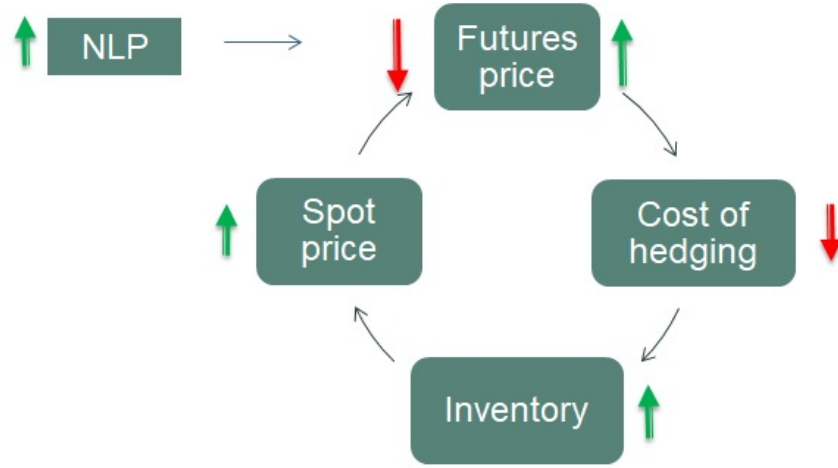 NLP
Futures
price
Spot
price
Cost of
hedging
Inventory